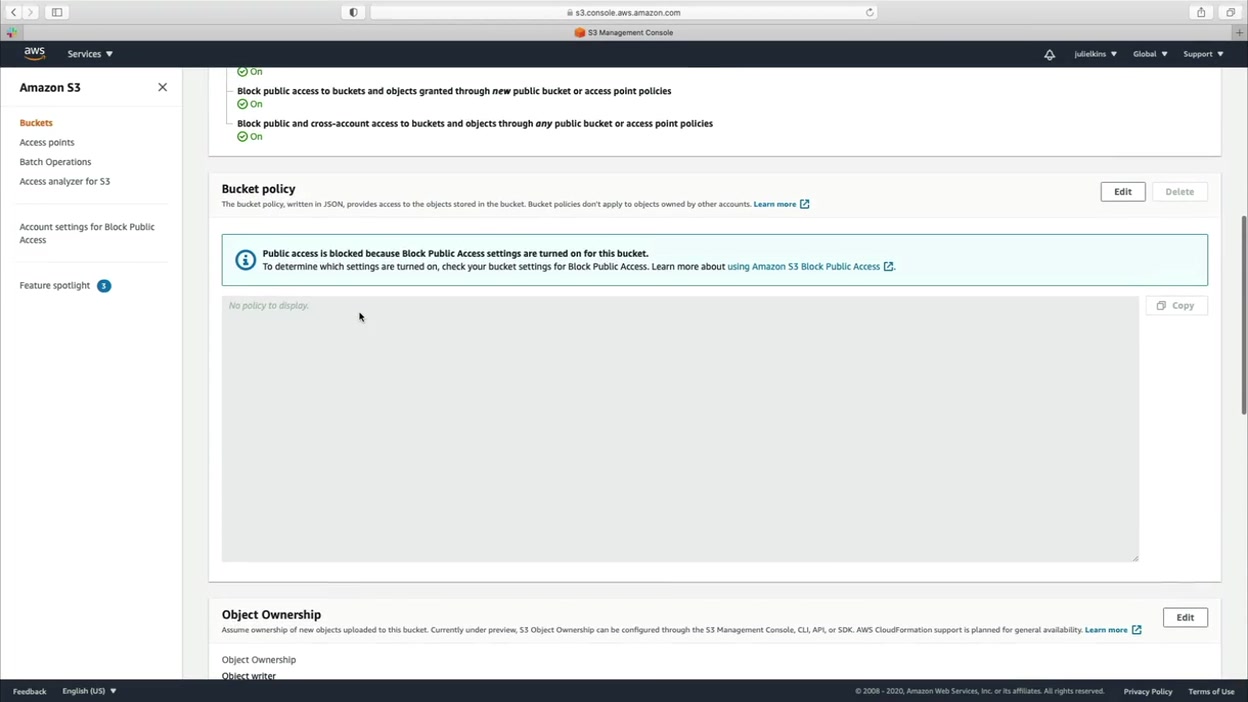 s3.console.aws.amazon.com
S3 Management Console
aws Services julielkins Global Support
Amazon S3
Buckets
Access points
Batch Operations
Access analyzer for S3
Account settings for Block Public
Access
Feature spotlight 3
On
Block public access to buckets and objects granted through new public bucket or access point policies
On
Block public and cross-account access to buckets and objects through any public bucket or access point policies
On
Bucket policy
Edit Delete
The bucket policy, written in JSON, provides access to the objects stored in the bucket. Bucket policies don't apply to objects owned by other accounts. Learn more
Public access is blocked because Block Public Access settings are turned on for this bucket.
To determine which settings are turned on, check your bucket settings for Block Public Access. Learn more about using Amazon S3 Block Public Access.
No policy to display.
Copy
Object Ownership
Edit
Assume ownership of new objects uploaded to this bucket. Currently under preview, S3 Object Ownership can be configured through the S3 Management Console, CLI, API, or SDK. AWS CloudFormation support is planned for general availability. Learn more
Object Ownership
Object writer
Feedback English (US) © 2008 - 2020, Amazon Web Services, Inc. or its affiliates. All rights reserved. Privacy Policy Terms of Use